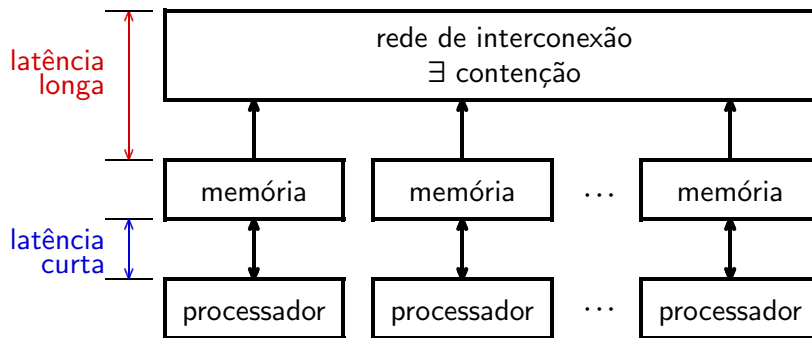 rede de interconexão
∃ contenção
latência
longa
memória memória ... memória
latência
curta
processador processador ... processador